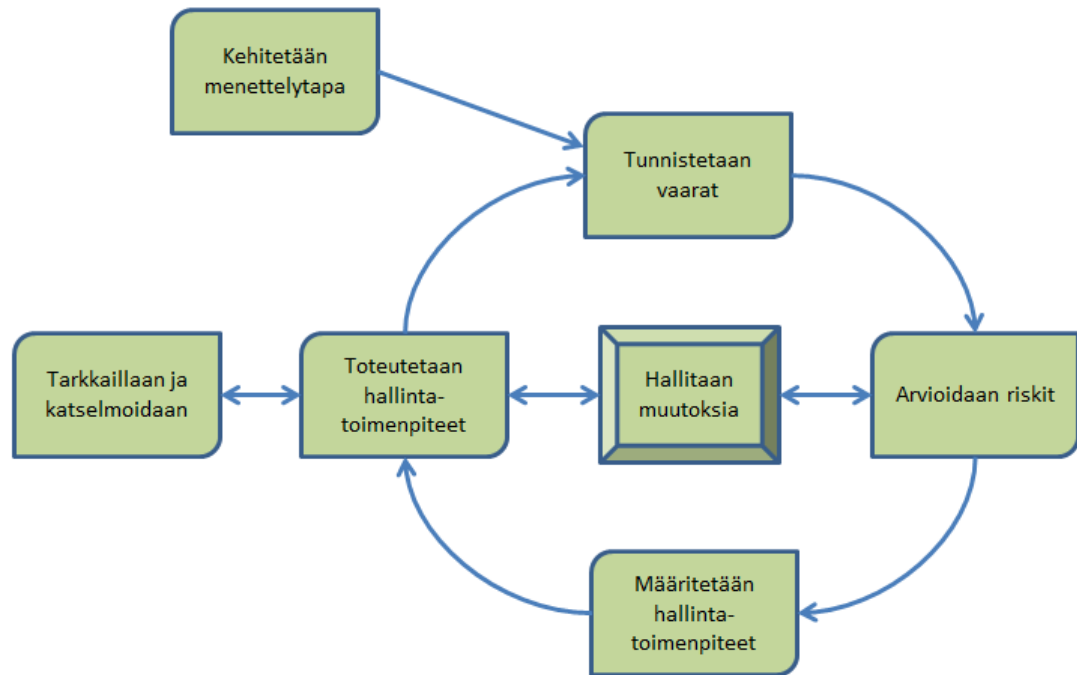 Kehitetään
menettelytapa
Tunnistetaan
vaarat
Tarkkaillaan ja
katselmoidaan
Toteutetaan
hallinta-
toimenpiteet
Hallitaan
muutoksia
Arvioidaan riskit
Määritetään
hallinta-
toimenpiteet